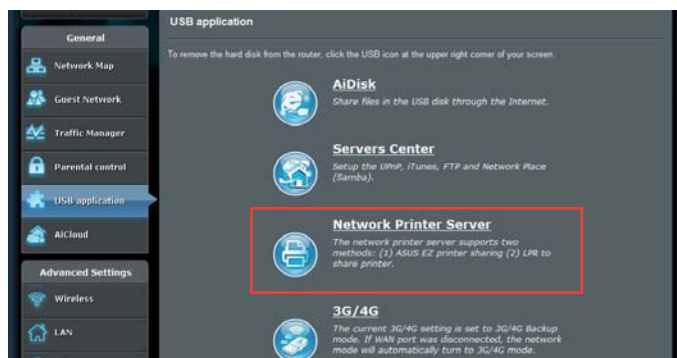 USB application
General
To remove the hard disk from the router, click the USB icon at the upper right corner of your screen.
Network Map
Guest Network
Traffic Manager
Parental control
USB application
AiCloud
Advanced Settings
Wireless
LAN
AiDisk
Share files in the USB disk through the Internet.
Servers Center
Setup the UPnP, iTunes, FTP and Network Place
(Samba).
Network Printer Server
The network printer server supports two
methods: (1) ASUS EZ printer sharing (2) LPR to
share printer.
3G/4G
The current 3G/4G setting is set to 3G/4G Backup
mode. If WAN port was disconnected, the network
mode will automatically turn to 3G/4G mode.